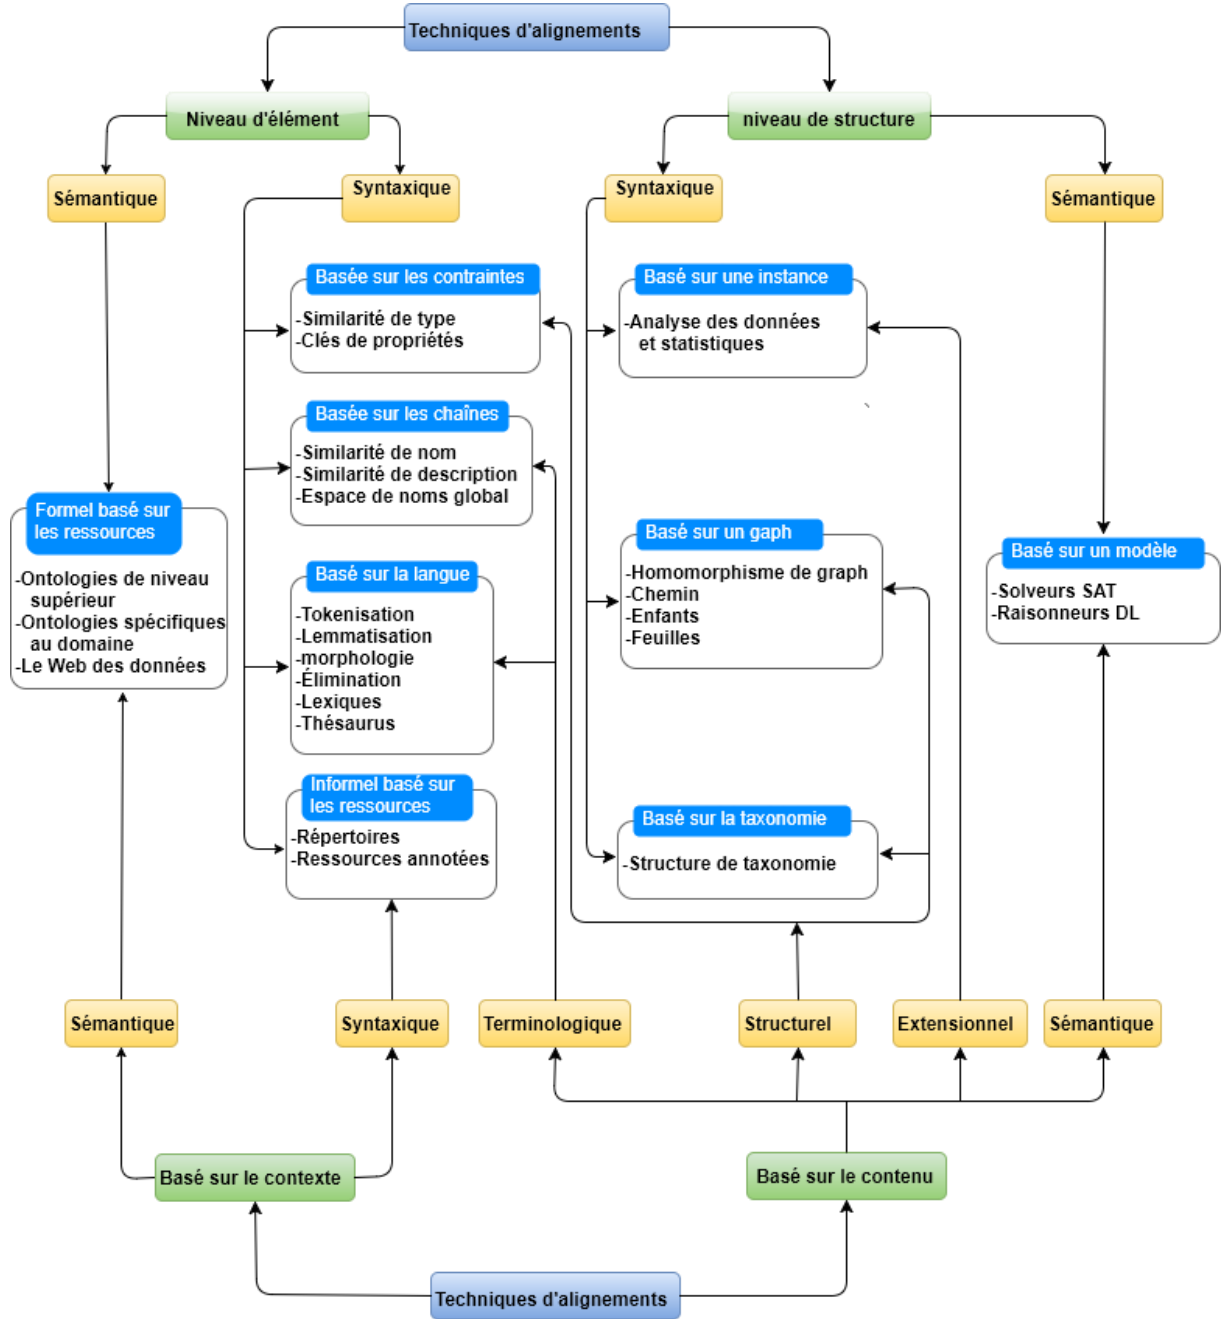 Techniques d'alignements
Niveau d'élément
niveau de structure
Sémantique
Syntaxique
Syntaxique
Sémantique
Basée sur les contraintes
-Similarité de type
-Clés de propriétés
Basé sur une instance
-Analyse des données
et statistiques
Basée sur les chaînes
-Similarité de nom
-Similarité de description
-Espace de noms global
Formel basé sur
les ressources
-Ontologies de niveau
supérieur
-Ontologies spécifiques
au domaine
-Le Web des données
Basé sur la langue
-Tokenisation
-Lemmatisation
-morphologie
-Élimination
-Lexiques
-Thésaurus
Basé sur un gaph
-Homomorphisme de graph
-Chemin
-Enfants
-Feuilles
Basé sur un modèle
-Solveurs SAT
-Raisonneurs DL
Informel basé sur
les ressources
-Répertoires
-Ressources annotées
Basé sur la taxonomie
-Structure de taxonomie
Sémantique
Syntaxique
Terminologique
Structurel
Extensionnel
Sémantique
Basé sur le contexte
Basé sur le contenu
Techniques d'alignements